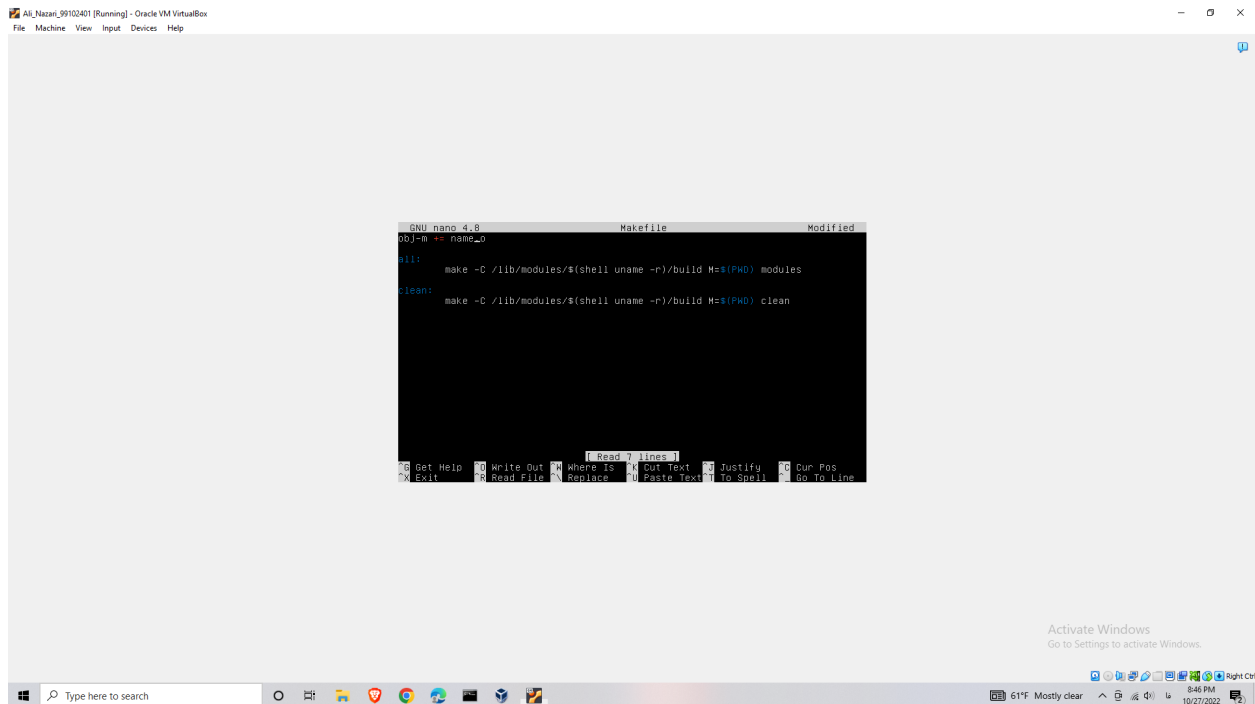 Ali_Nazari_99102401 [Running] - Oracle VM VirtualBox
File Machine View Input Devices Help
GNU nano 4.8 Makefile Modified
obj-m += name.o
all:
make -C /lib/modules/$(shell uname -r)/build M=$(PWD) modules
clean:
make -C /lib/modules/$(shell uname -r)/build M=$(PWD) clean
[ Read 7 lines ]
^G Get Help ^O Write Out ^W Where Is ^K Cut Text ^J Justify ^C Cur Pos
^X Exit ^R Read File ^\ Replace ^U Paste Text ^T To Spell ^_ Go To Line
Activate Windows
Go to Settings to activate Windows.
Right Ctrl
Type here to search
61°F Mostly clear
فا
8:46 PM
10/27/2022
2